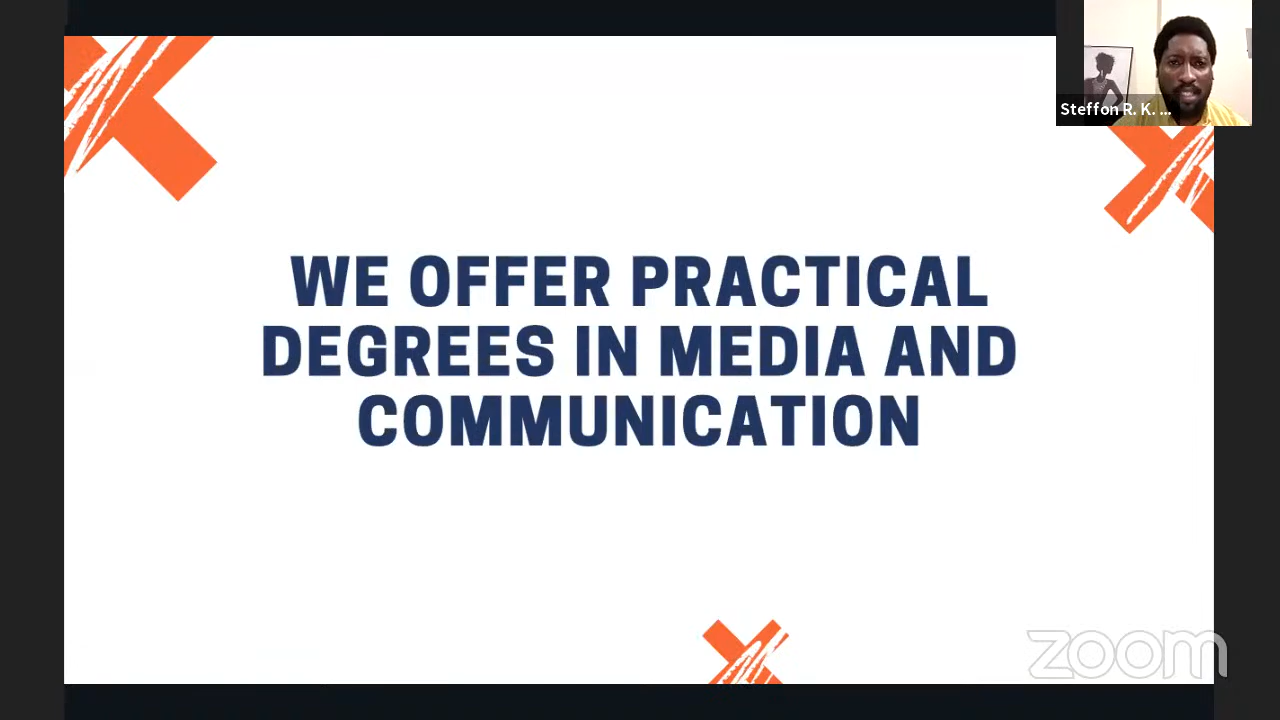 Steffon R. K. ...
WE OFFER PRACTICAL
DEGREES IN MEDIA AND
COMMUNICATION
zoom